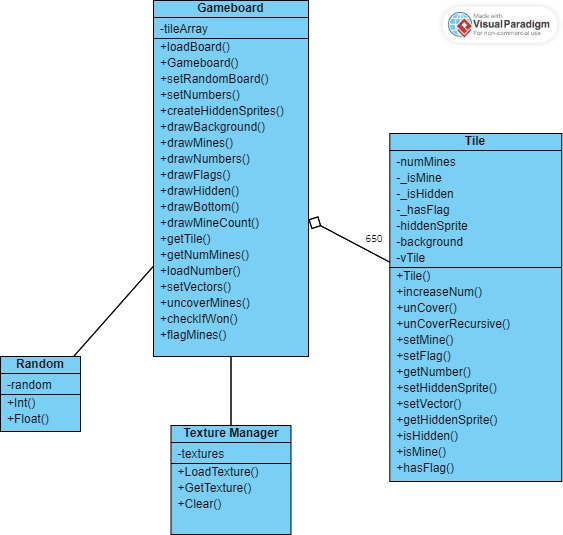 Gameboard
-tileArray
+loadBoard()
+Gameboard()
+setRandomBoard()
+setNumbers()
+createHiddenSprites()
+drawBackground()
+drawMines()
+drawNumbers()
+drawFlags()
+drawHidden()
+drawBottom()
+drawMineCount()
+getTile()
+getNumMines()
+loadNumber()
+setVectors()
+uncoverMines()
+checkIfWon()
+flagMines()
Made with
Visual Paradigm
For non-commercial use
650
Tile
-numMines
-_isMine
-_isHidden
-_hasFlag
-hiddenSprite
-background
-vTile
+Tile()
+increaseNum()
+unCover()
+unCoverRecursive()
+setMine()
+setFlag()
+getNumber()
+setHiddenSprite()
+setVector()
+getHiddenSprite()
+isHidden()
+isMine()
+hasFlag()
Random
-random
+Int()
+Float()
Texture Manager
-textures
+LoadTexture()
+GetTexture()
+Clear()